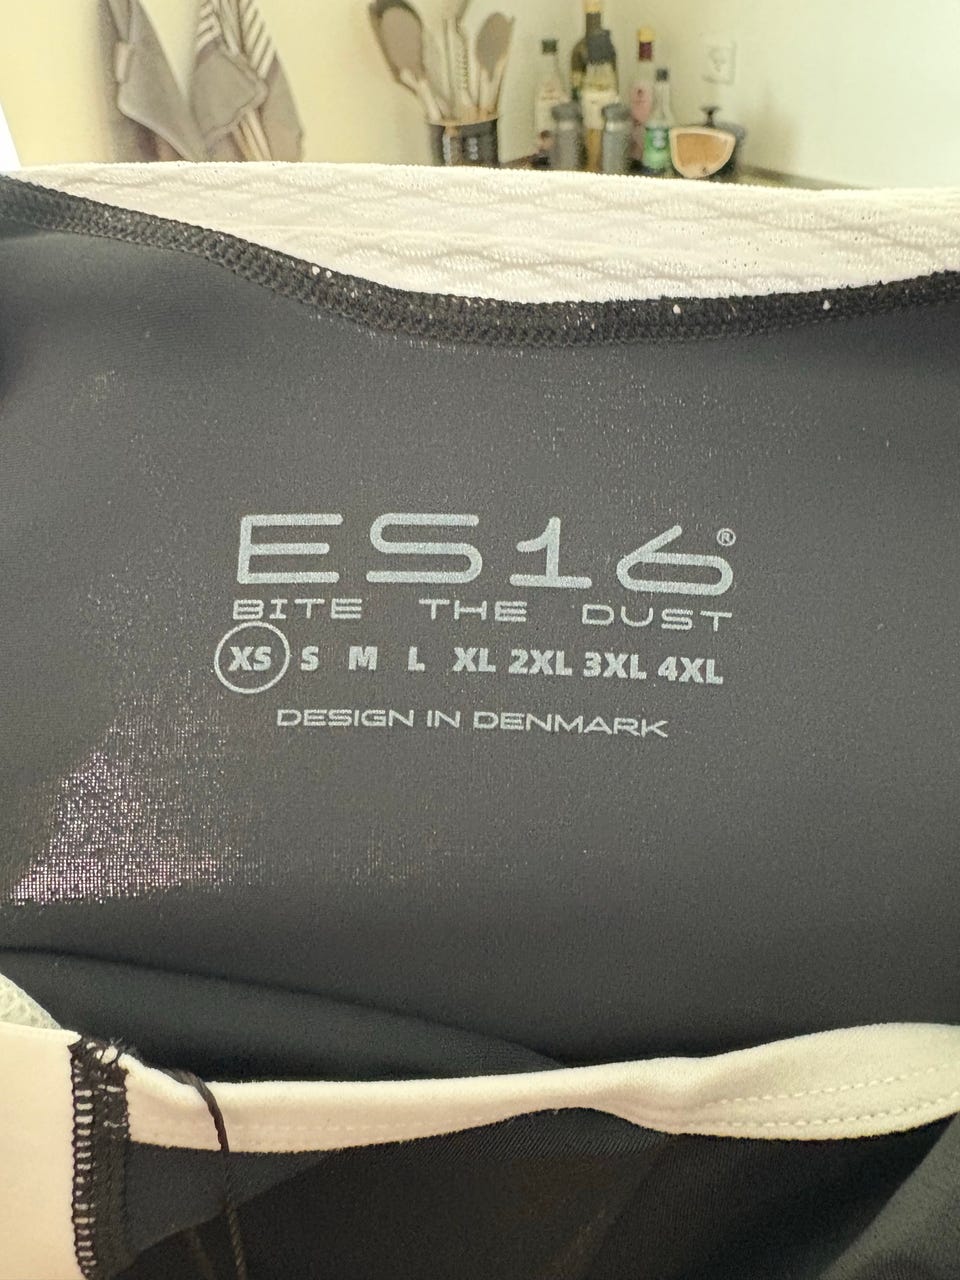 ES16®
BITE THE DUST
XS S M L XL 2XL 3XL 4XL
DESIGN IN DENMARK